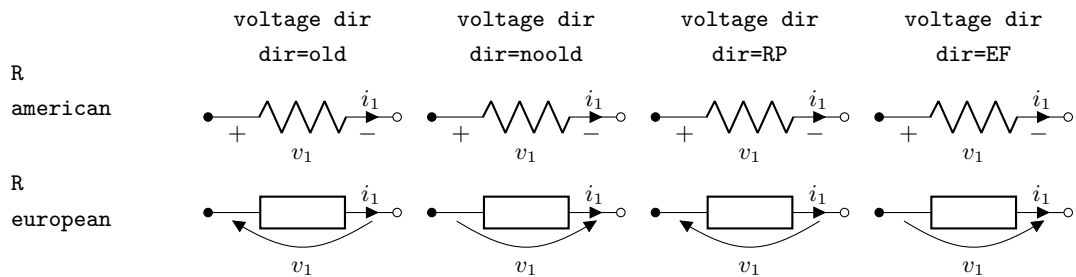 voltage dir voltage dir voltage dir voltage dir
dir=old dir=noold dir=RP dir=EF
R
american
i₁ i₁ i₁ i₁
+ − + − + − + −
v₁ v₁ v₁ v₁
R
european
i₁ i₁ i₁ i₁
v₁ v₁ v₁ v₁